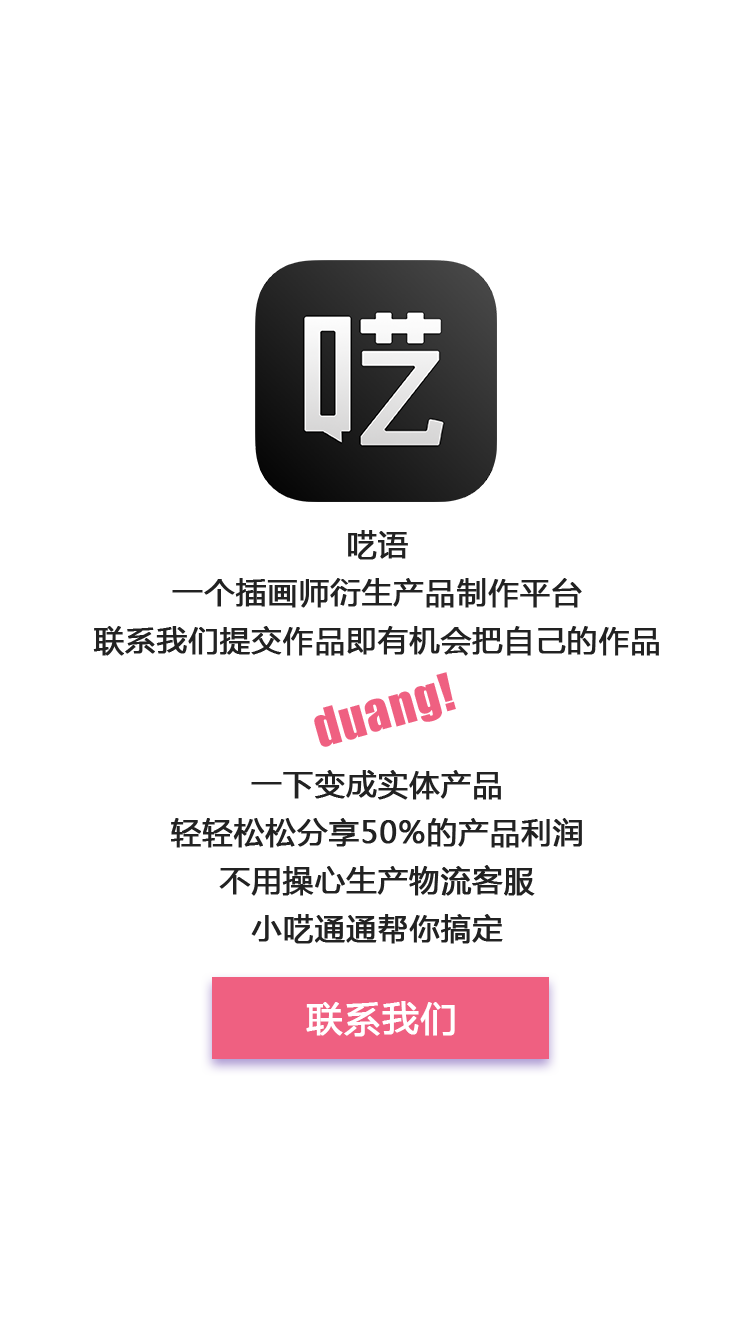 呓
呓语
一个插画师衍生产品制作平台
联系我们提交作品即有机会把自己的作品
duang!
一下变成实体产品
轻轻松松分享50%的产品利润
不用操心生产物流客服
小呓通通帮你搞定
联系我们